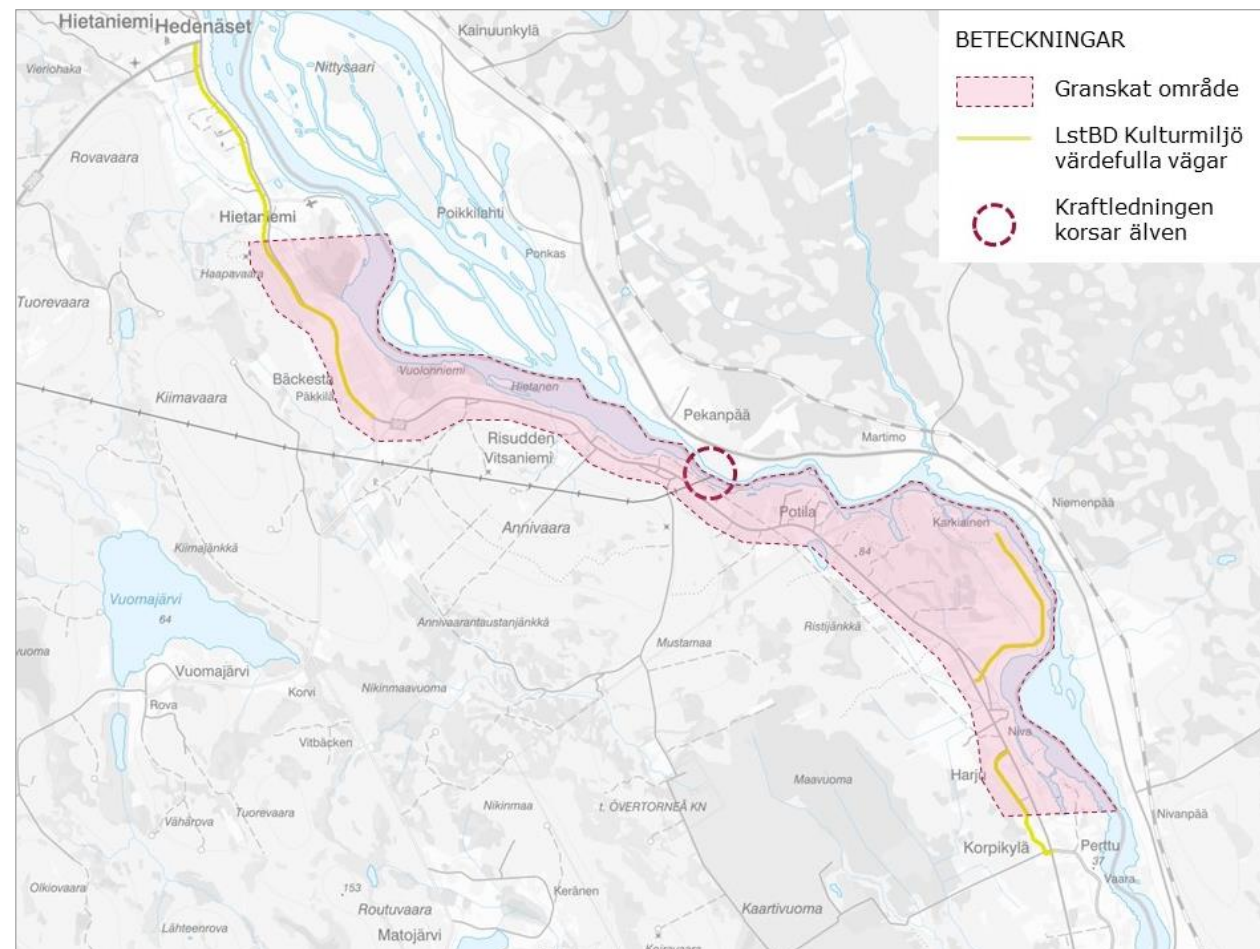 Hietaniemi
Hedenäset
Kainuunkylä
Vieriohaka
Nittysaari
Rovavaara
Hietaniemi
Poikkilahti
Ponkas
Haapavaara
Tuorevaara
Bäckesta
Päkkilä
Kiimavaara
Vuolonniemi
Hietanen
Pekanpää
Risudden
Vitsaniemi
Martimo
Niemenpää
Annivaara
Potila
Karkiainen
84
Kiimajänkkä
Vuomajärvi
64
Annivaarantaustanjänkkä
Mustamaa
Ristijänkkä
vuoma
Vuomajärvi
Korvi
Nikinmaavuoma
Rova
Vitbäcken
Niva
Harju
Maavuoma
Nikinmaa
t. ÖVERTORNEÅ KN
Tuorevaara
Vähärova
Nivanpää
Korpikylä
Perttu
37
Vaara
Olkiovaara
153
Keränen
Routuvaara
Kaartivuoma
Lähteenrova
Matojärvi
BETECKNINGAR
Granskat område
LstBD Kulturmiljö
värdefulla vägar
Kraftledningen
korsar älven